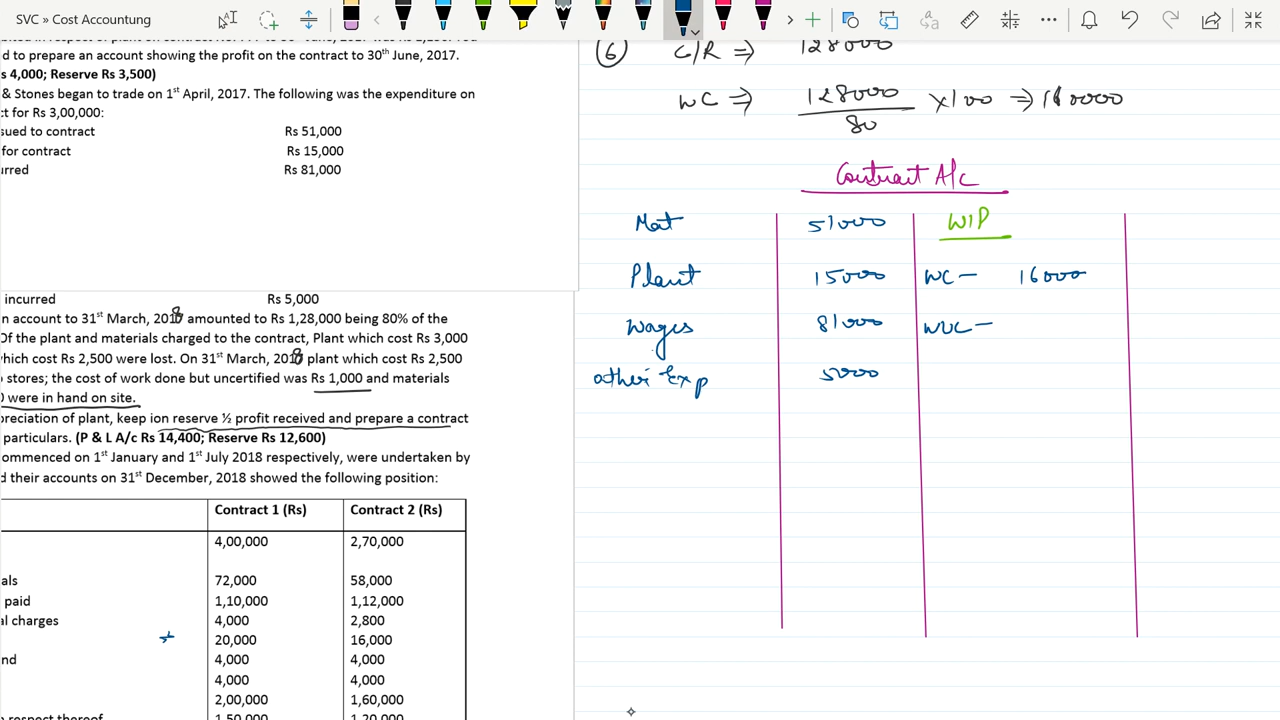 SVC » Cost Accountung
d to prepare an account showing the profit on the contract to 30th June, 2017.
s 4,000; Reserve Rs 3,500)
& Stones began to trade on 1st April, 2017. The following was the expenditure on
ct for Rs 3,00,000:
sued to contract Rs 51,000
for contract Rs 15,000
urred Rs 81,000
incurred Rs 5,000
n account to 31st March, 2018 amounted to Rs 1,28,000 being 80% of the
Of the plant and materials charged to the contract, Plant which cost Rs 3,000
hich cost Rs 2,500 were lost. On 31st March, 2018 plant which cost Rs 2,500
stores; the cost of work done but uncertified was Rs 1,000 and materials
0 were in hand on site.
preciation of plant, keep ion reserve ½ profit received and prepare a contract
particulars. (P & L A/c Rs 14,400; Reserve Rs 12,600)
ommenced on 1st January and 1st July 2018 respectively, were undertaken by
d their accounts on 31st December, 2018 showed the following position:
Contract 1 (Rs) Contract 2 (Rs)
4,00,000 2,70,000
als 72,000 58,000
paid 1,10,000 1,12,000
al charges 4,000 2,800
20,000 16,000
nd 4,000 4,000
4,000 4,000
2,00,000 1,60,000
n respect thereof 1,50,000 1,20,000
6 C/R ⇒ 128000
WC ⇒ 128000 / 80 ×100 ⇒ 160000
Contract A/c
Mat 51000 WIP
Plant 15000 WC — 16000
Wages 81000 WUC —
other Exp 5000